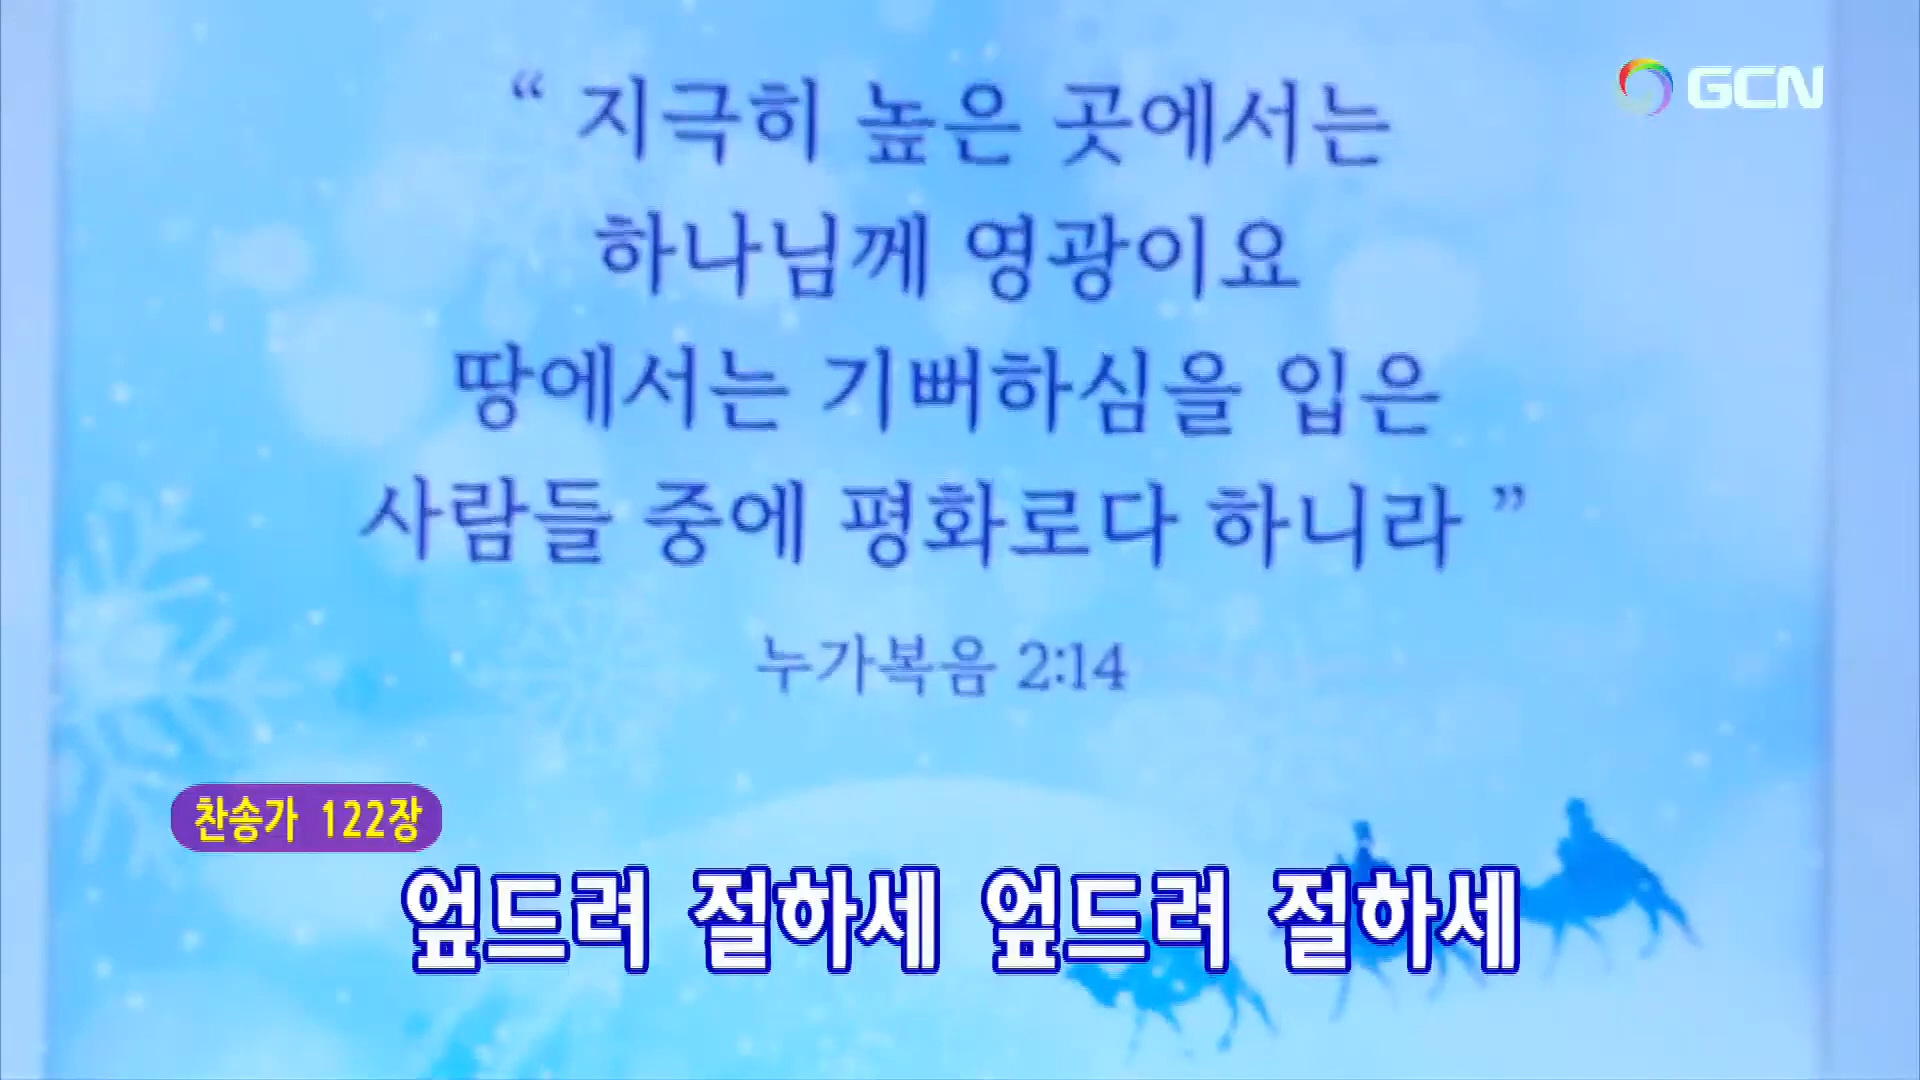 GCN
“ 지극히 높은 곳에서는
하나님께 영광이요
땅에서는 기뻐하심을 입은
사람들 중에 평화로다 하니라 ”
누가복음 2:14
찬송가 122장
엎드려 절하세 엎드려 절하세